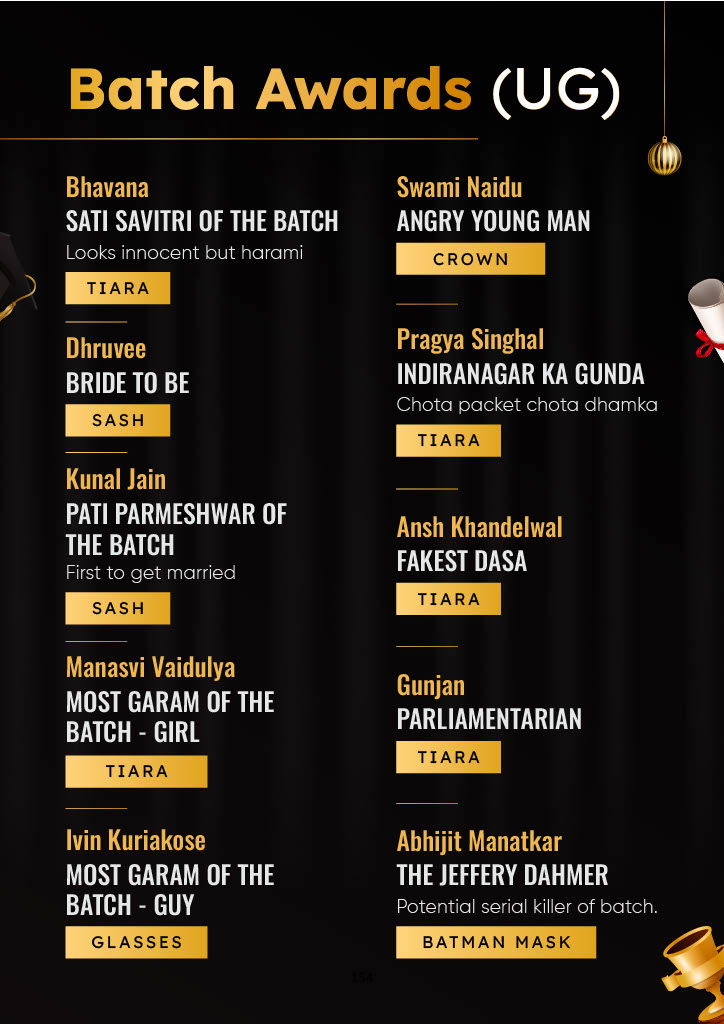 Batch Awards (UG)
Bhavana
SATI SAVITRI OF THE BATCH
Looks innocent but harami
TIARA
Dhruvee
BRIDE TO BE
SASH
Kunal Jain
PATI PARMESHWAR OF
THE BATCH
First to get married
SASH
Manasvi Vaidulya
MOST GARAM OF THE
BATCH - GIRL
TIARA
Ivin Kuriakose
MOST GARAM OF THE
BATCH - GUY
GLASSES
Swami Naidu
ANGRY YOUNG MAN
CROWN
Pragya Singhal
INDIRANAGAR KA GUNDA
Chota packet chota dhamka
TIARA
Ansh Khandelwal
FAKEST DASA
TIARA
Gunjan
PARLIAMENTARIAN
TIARA
Abhijit Manatkar
THE JEFFERY DAHMER
Potential serial killer of batch.
BATMAN MASK
154